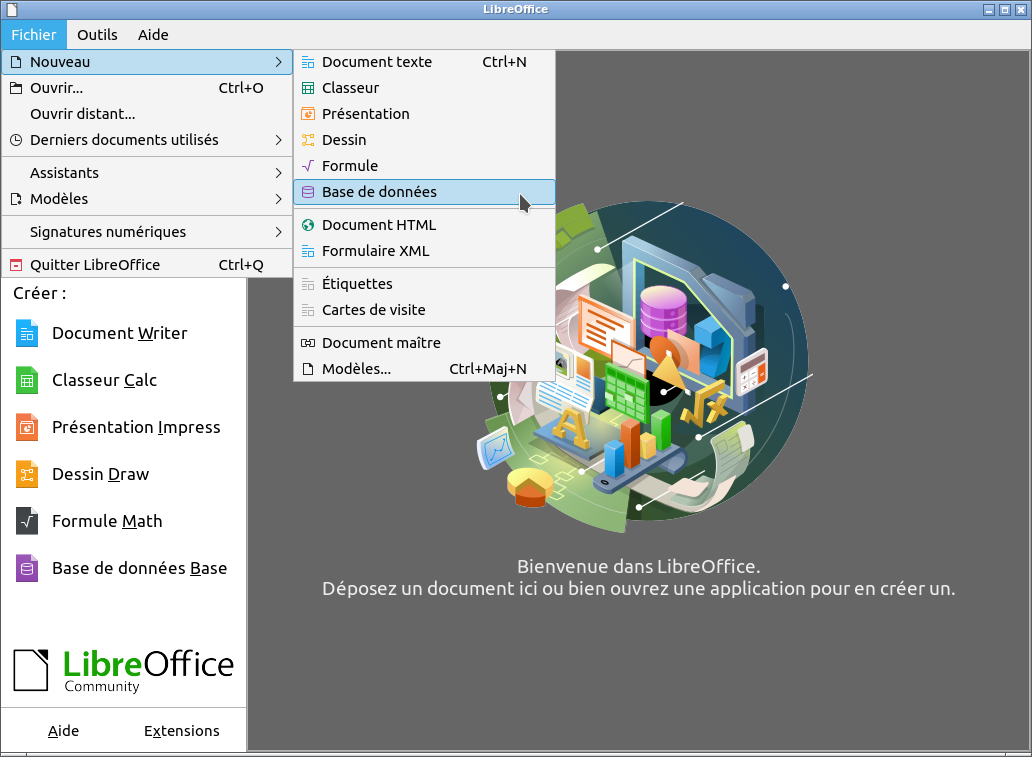 LibreOffice
Fichier Outils Aide
Nouveau
Ouvrir... Ctrl+O
Ouvrir distant...
Derniers documents utilisés
Assistants
Modèles
Signatures numériques
Quitter LibreOffice Ctrl+Q
Document texte Ctrl+N
Classeur
Présentation
Dessin
Formule
Base de données
Document HTML
Formulaire XML
Étiquettes
Cartes de visite
Document maître
Modèles... Ctrl+Maj+N
Créer :
Document Writer
Classeur Calc
Présentation Impress
Dessin Draw
Formule Math
Base de données Base
LibreOffice
Community
Aide Extensions
Bienvenue dans LibreOffice.
Déposez un document ici ou bien ouvrez une application pour en créer un.